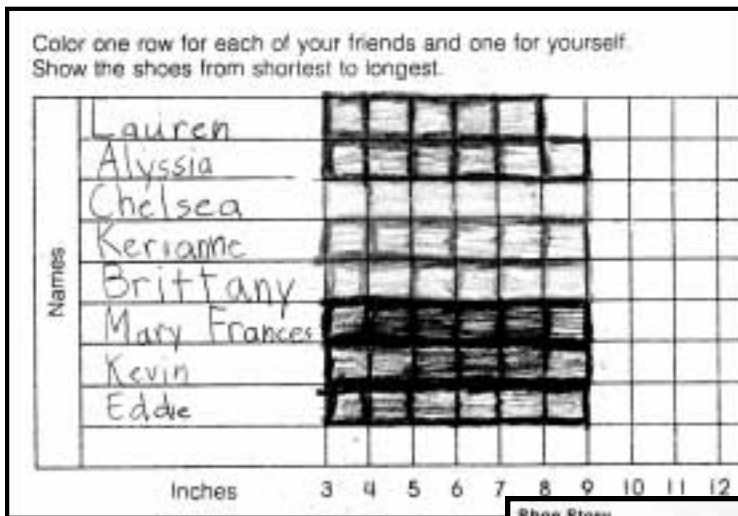 Color one row for each of your friends and one for yourself.
Show the shoes from shortest to longest.
Names
Lauren
Alyssia
Chelsea
Kerianne
Brittany
Mary Frances
Kevin
Eddie
Inches 3 4 5 6 7 8 9 10 11 12
Shoe Story